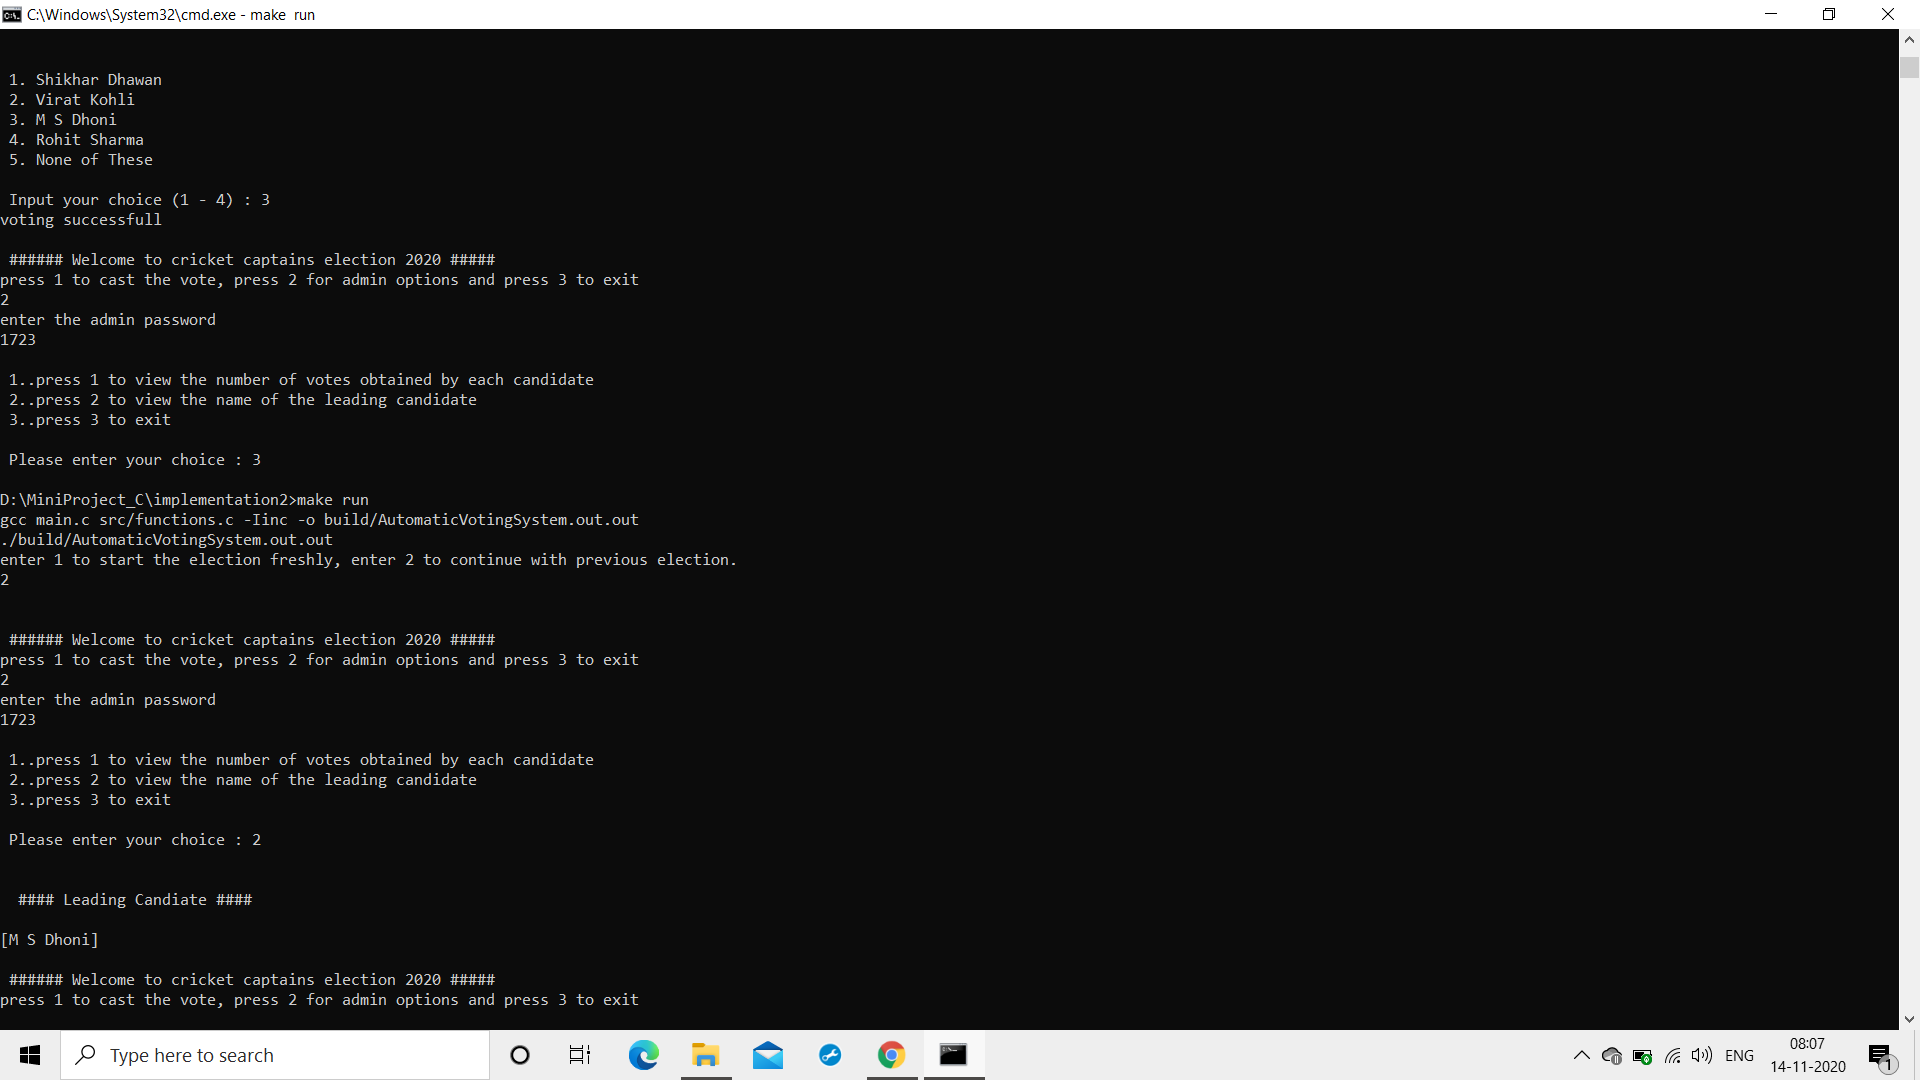 C:\Windows\System32\cmd.exe - make  run
1. Shikhar Dhawan
2. Virat Kohli
3. M S Dhoni
4. Rohit Sharma
5. None of These
Input your choice (1 - 4) : 3
voting successfull
###### Welcome to cricket captains election 2020 #####
press 1 to cast the vote, press 2 for admin options and press 3 to exit
2
enter the admin password
1723
1..press 1 to view the number of votes obtained by each candidate
2..press 2 to view the name of the leading candidate
3..press 3 to exit
Please enter your choice : 3
D:\MiniProject_C\implementation2>make run
gcc main.c src/functions.c -Iinc -o build/AutomaticVotingSystem.out.out
./build/AutomaticVotingSystem.out.out
enter 1 to start the election freshly, enter 2 to continue with previous election.
2
###### Welcome to cricket captains election 2020 #####
press 1 to cast the vote, press 2 for admin options and press 3 to exit
2
enter the admin password
1723
1..press 1 to view the number of votes obtained by each candidate
2..press 2 to view the name of the leading candidate
3..press 3 to exit
Please enter your choice : 2
#### Leading Candiate ####
[M S Dhoni]
###### Welcome to cricket captains election 2020 #####
press 1 to cast the vote, press 2 for admin options and press 3 to exit
Type here to search
ENG
08:07
14-11-2020
1